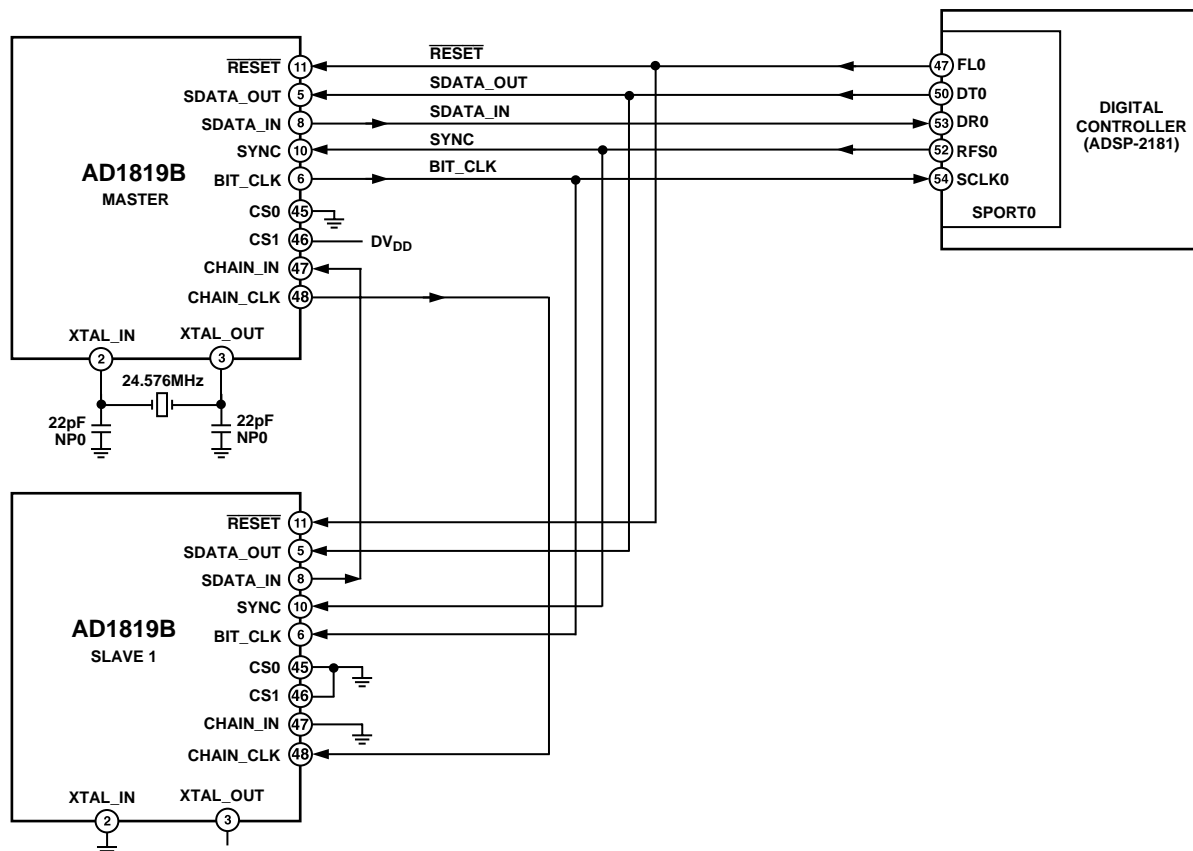 AD1819B
MASTER
RESET 11
SDATA_OUT 5
SDATA_IN 8
SYNC 10
BIT_CLK 6
CS0 45
CS1 46
DV_DD
CHAIN_IN 47
CHAIN_CLK 48
XTAL_IN
2
XTAL_OUT
3
24.576MHz
22pF
NP0
22pF
NP0
RESET
SDATA_OUT
SDATA_IN
SYNC
BIT_CLK
47 FL0
50 DT0
53 DR0
52 RFS0
54 SCLK0
SPORT0
DIGITAL
CONTROLLER
(ADSP-2181)
AD1819B
SLAVE 1
RESET 11
SDATA_OUT 5
SDATA_IN 8
SYNC 10
BIT_CLK 6
CS0 45
CS1 46
CHAIN_IN 47
CHAIN_CLK 48
XTAL_IN
2
XTAL_OUT
3